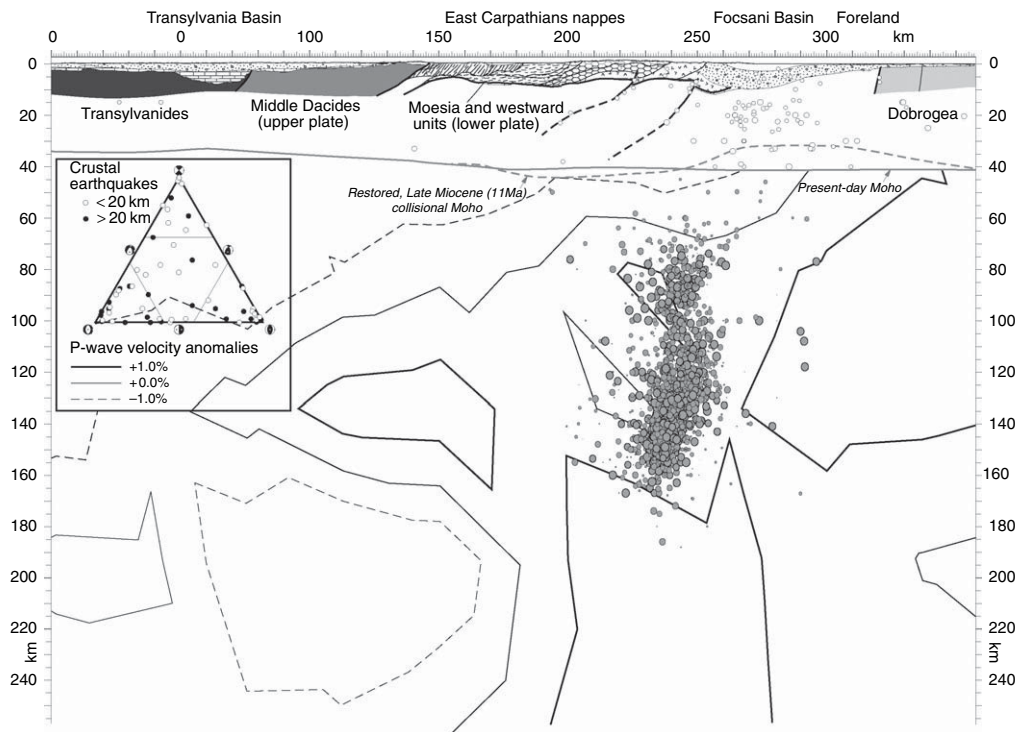 Transylvania Basin East Carpathians nappes Focsani Basin Foreland
0 0 100 150 200 250 300 km
0 0
Transylvanides Middle Dacides Moesia and westward Dobrogea
(upper plate) units (lower plate)
20 20
40 40
Crustal
earthquakes
< 20 km
> 20 km
Restored, Late Miocene (11Ma)
collisional Moho
Present-day Moho
60 60
80 80
100 100
P-wave velocity anomalies
+1.0%
+0.0%
−1.0%
120 120
140 140
160 160
180 180
200 200
220 220
km km
240 240